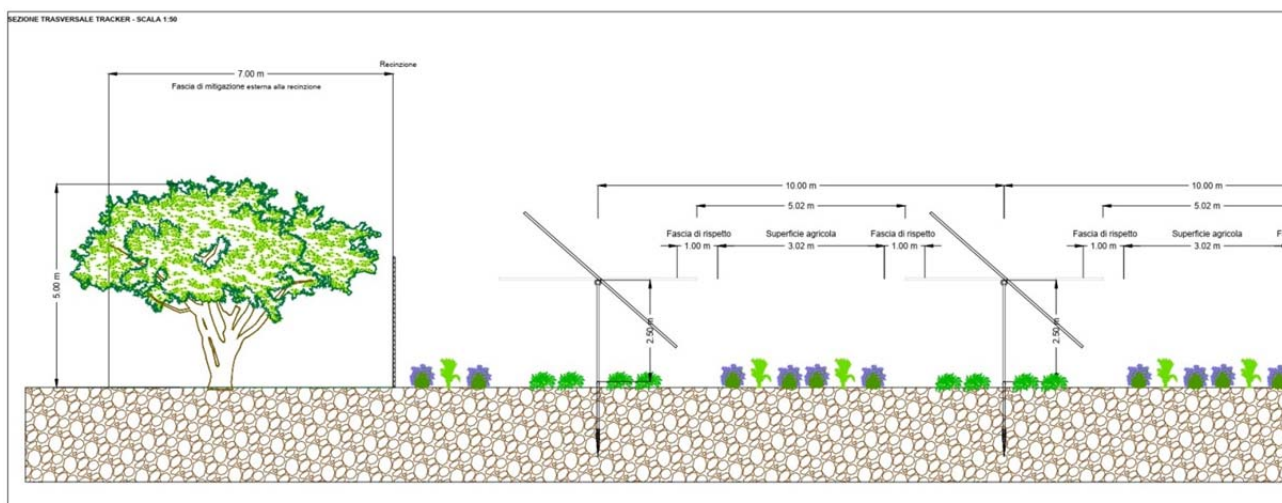 SEZIONE TRASVERSALE TRACKER - SCALA 1:50
Recinzione
7.00 m
Fascia di mitigazione esterna alla recinzione
5.00 m
10.00 m
10.00 m
5.02 m
5.02 m
Fascia di rispetto
Superficie agricola
Fascia di rispetto
Fascia di rispetto
Superficie agricola
F
1.00 m
3.02 m
1.00 m
1.00 m
3.02 m
2.50 m
2.50 m